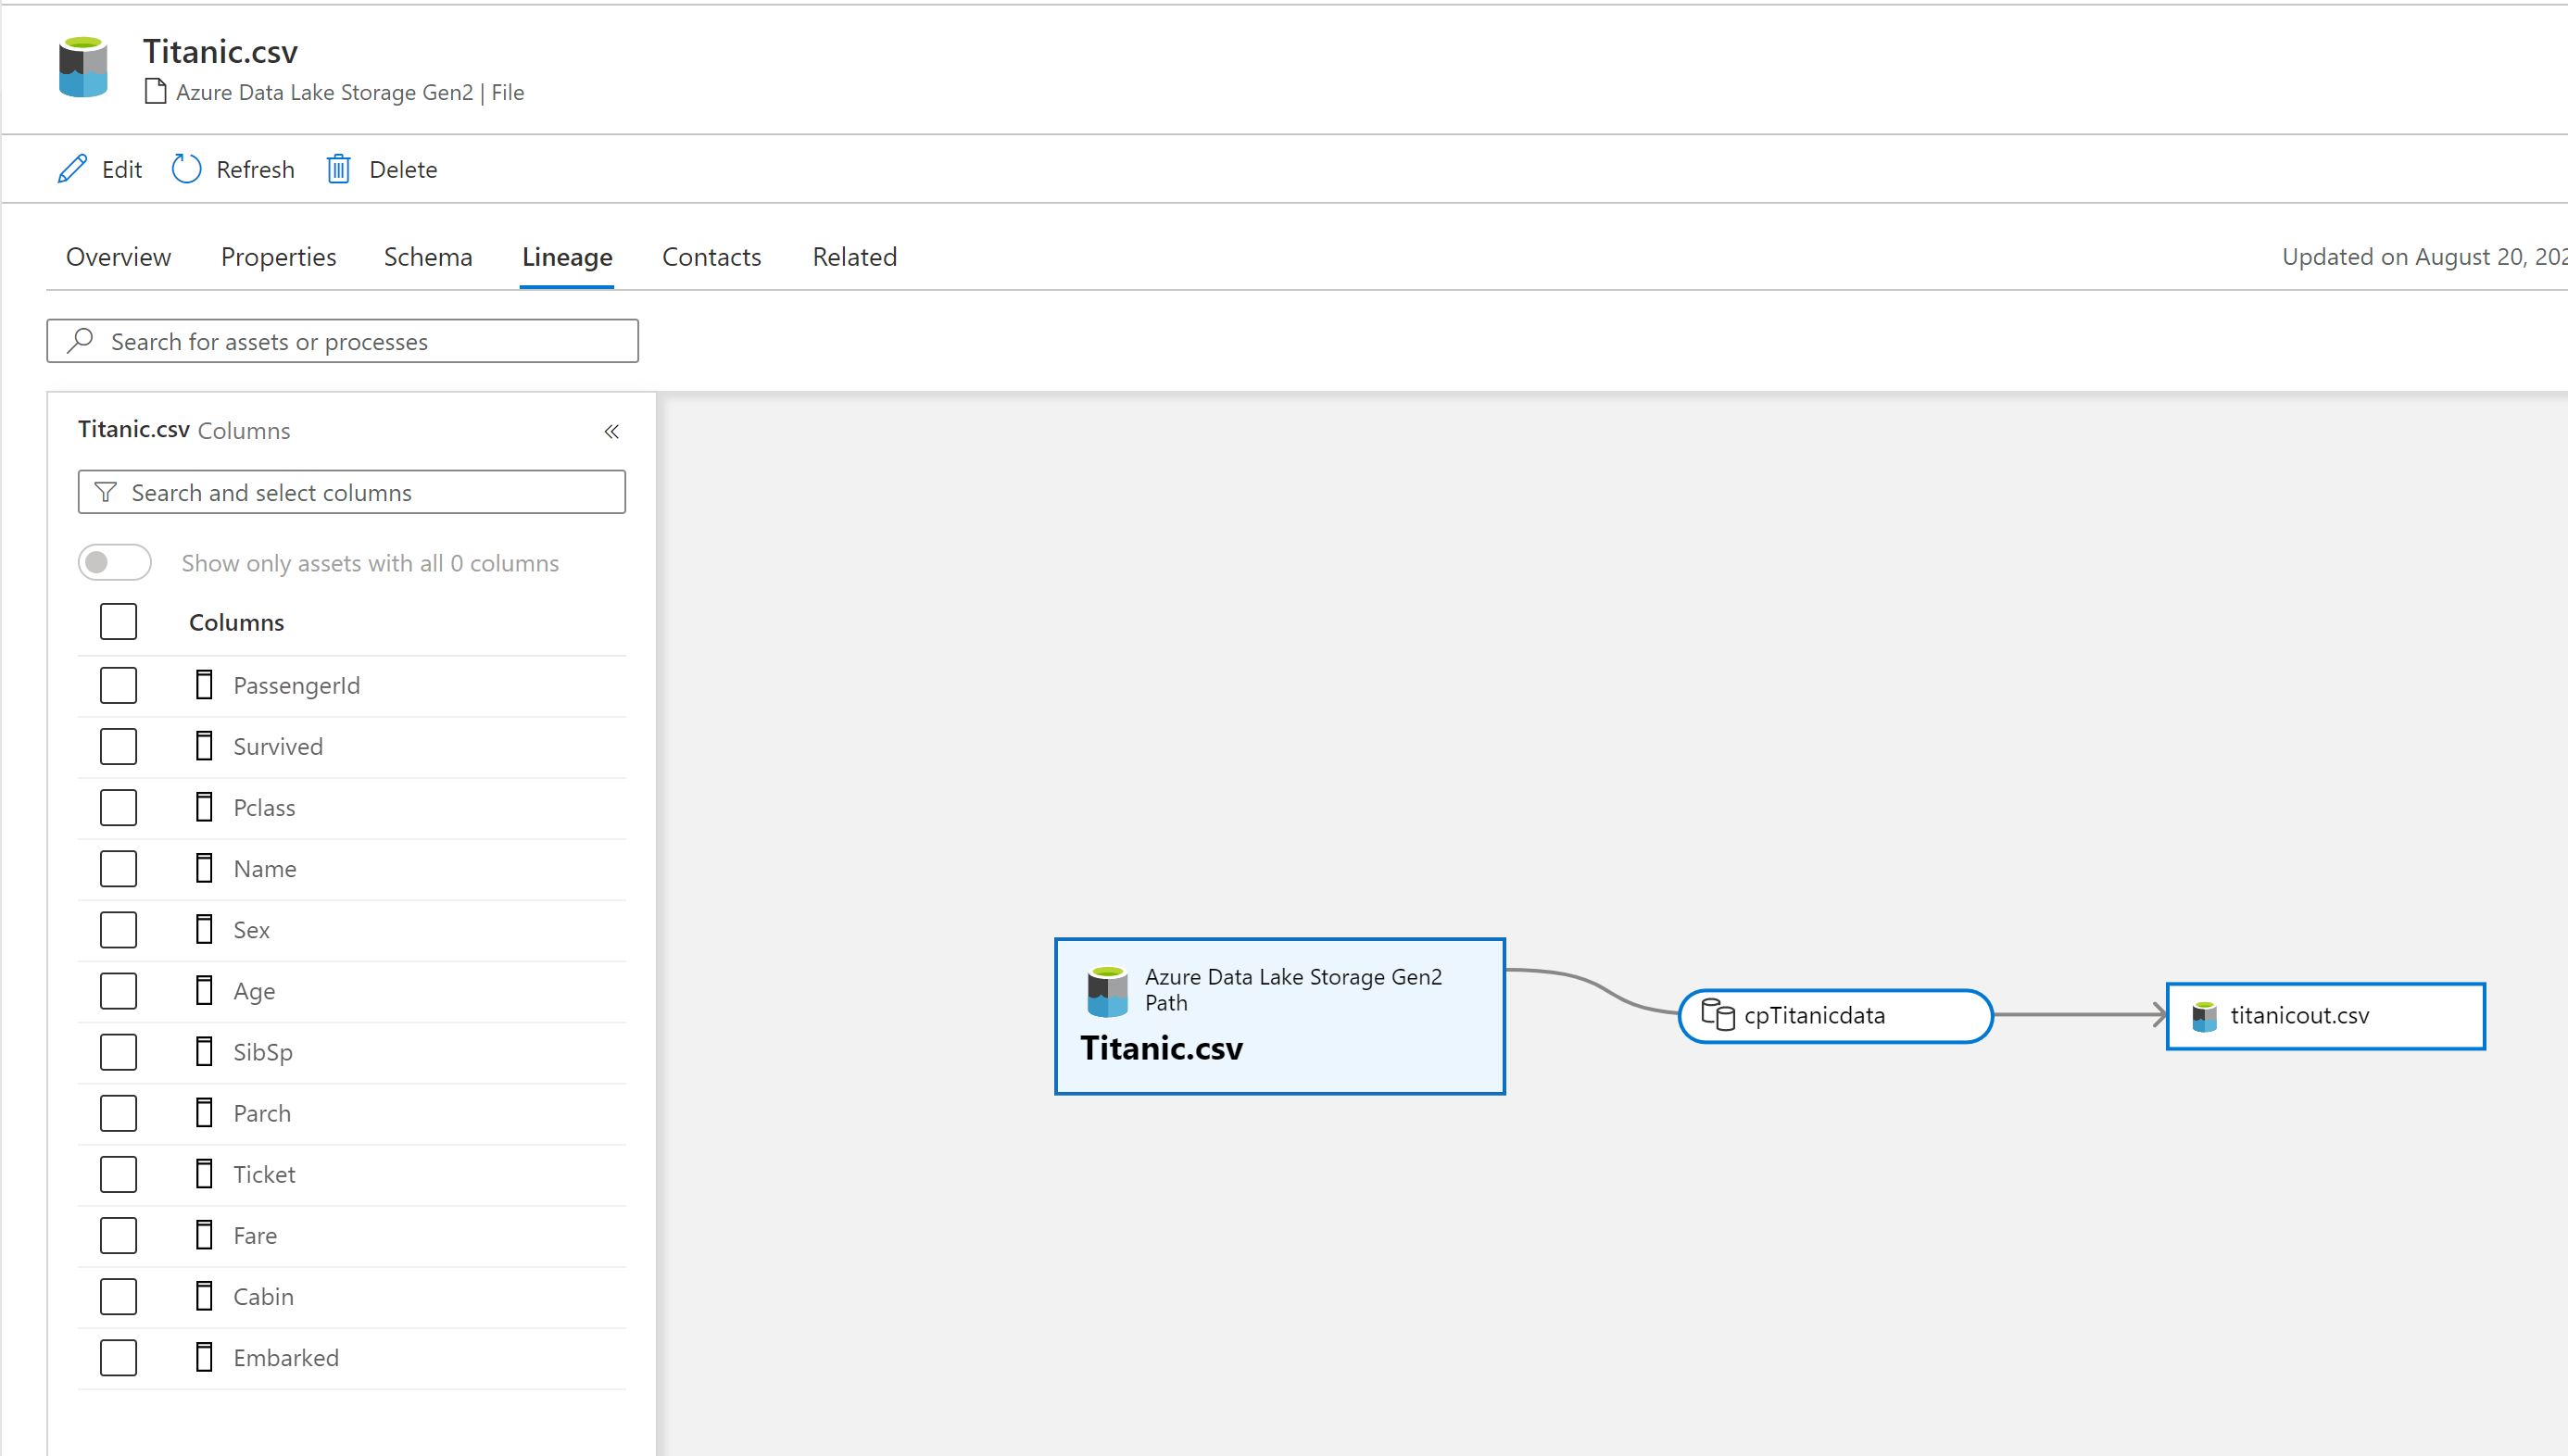 Titanic.csv
Azure Data Lake Storage Gen2 | File
Edit Refresh Delete
Overview Properties Schema Lineage Contacts Related Updated on August 20, 202
Search for assets or processes
Titanic.csv Columns
Search and select columns
Show only assets with all 0 columns
Columns
PassengerId
Survived
Pclass
Name
Sex
Age
SibSp
Parch
Ticket
Fare
Cabin
Embarked
Azure Data Lake Storage Gen2
Path
Titanic.csv
cpTitanicdata
titanicout.csv